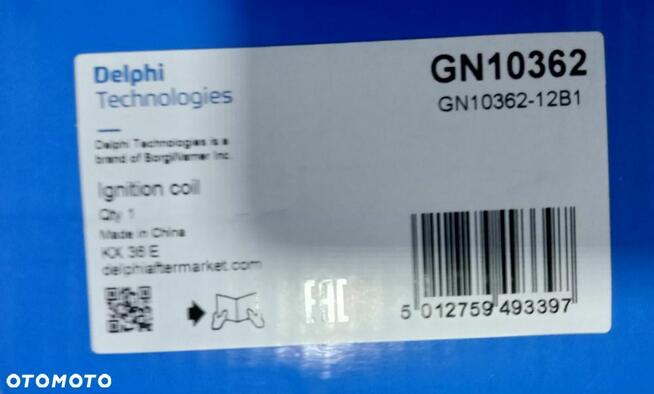 Delphi
Technologies
GN10362
GN10362-12B1
Delphi Technologies is a
brand of BorgWarner Inc.
Ignition coil
Qty 1
Made in China
KX 36 E
delphiaftermarket.com
EAC
5 012759 493397
OTOMOTO